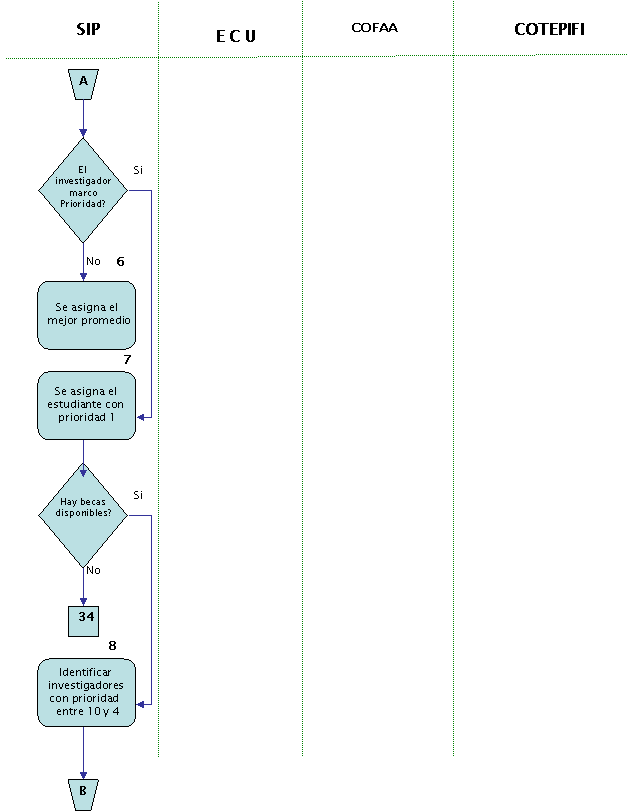 SIP
E C U
COFAA
COTEPIFI
A
El
investigador
marco
Prioridad?
Si
No
6
Se asigna el
mejor promedio
7
Se asigna el
estudiante con
prioridad 1
Hay becas
disponibles?
Si
No
34
8
Identificar
investigadores
con prioridad
entre 10 y 4
B